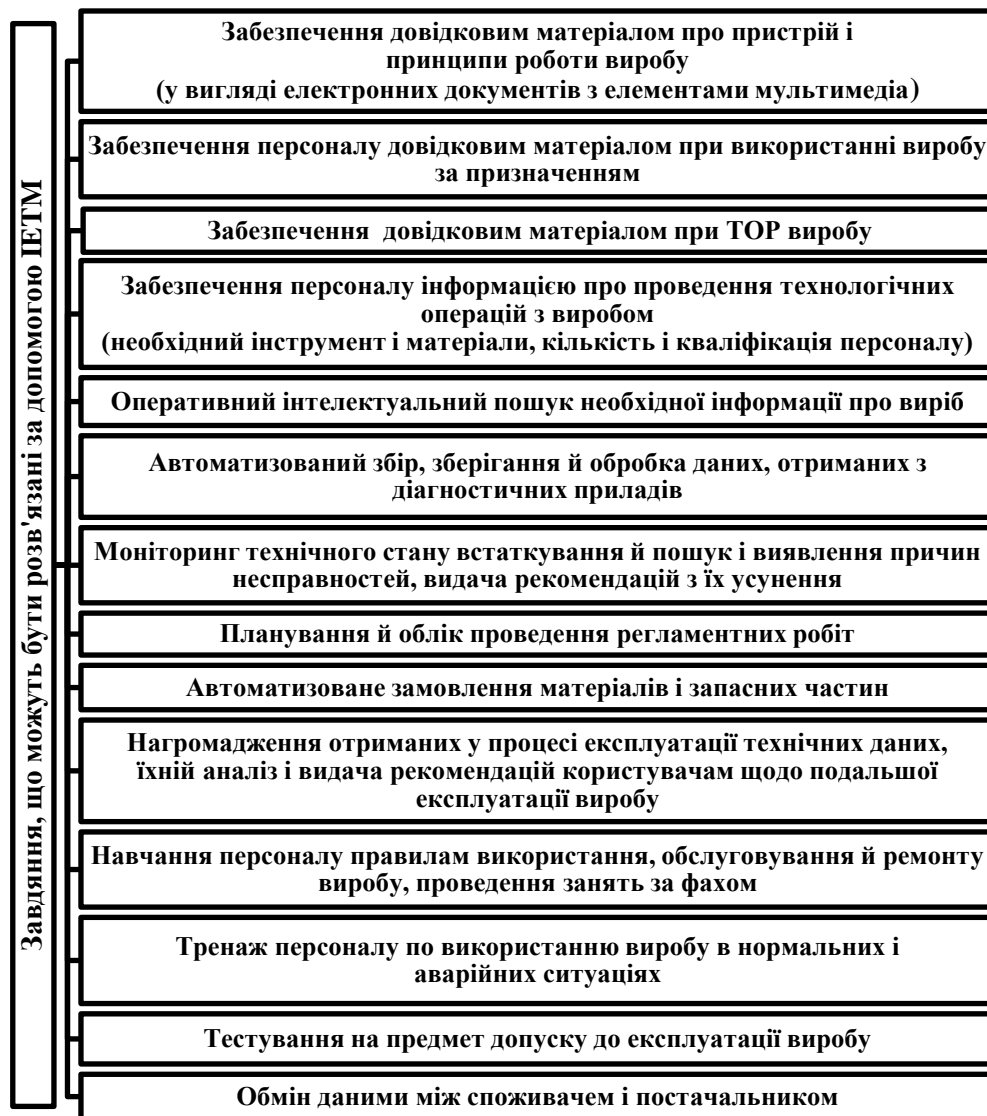 Завдяння, що можуть бути розв'язані за допомогою ІЕТМ
Забезпечення довідковим матеріалом про пристрій і
принципи роботи виробу
(у вигляді електронних документів з елементами мультимедіа)
Забезпечення персоналу довідковим матеріалом при використанні виробу
за призначенням
Забезпечення довідковим матеріалом при ТОР виробу
Забезпечення персоналу інформацією про проведення технологічних
операцій з виробом
(необхідний інструмент і матеріали, кількість і кваліфікація персоналу)
Оперативний інтелектуальний пошук необхідної інформації про виріб
Автоматизований збір, зберігання й обробка даних, отриманих з
діагностичних приладів
Моніторинг технічного стану встаткування й пошук і виявлення причин
несправностей, видача рекомендацій з їх усунення
Планування й облік проведення регламентних робіт
Автоматизоване замовлення матеріалів і запасних частин
Нагромадження отриманих у процесі експлуатації технічних даних,
їхній аналіз і видача рекомендацій користувачам щодо подальшої
експлуатації виробу
Навчання персоналу правилам використання, обслуговування й ремонту
виробу, проведення занять за фахом
Тренаж персоналу по використанню виробу в нормальних і
аварійних ситуаціях
Тестування на предмет допуску до експлуатації виробу
Обмін даними між споживачем і постачальником